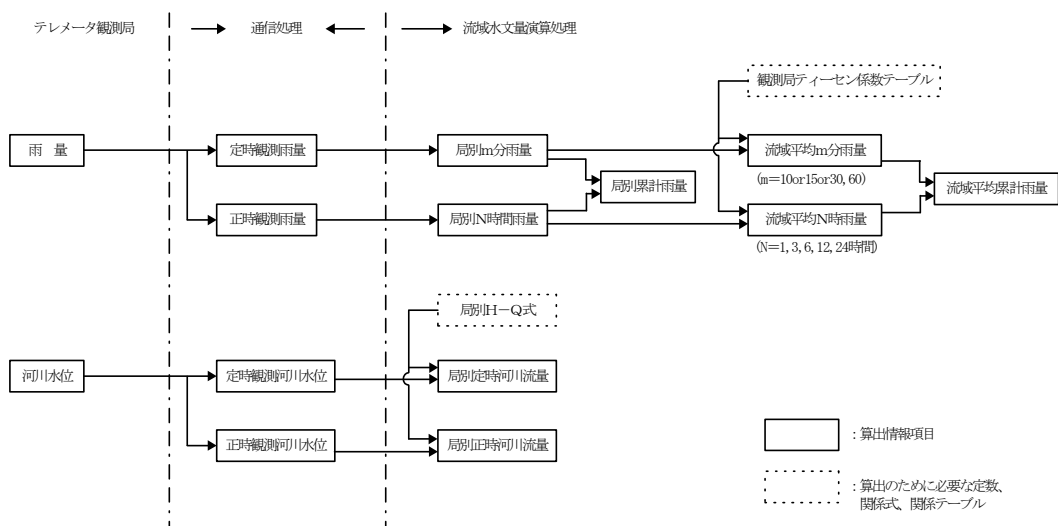 テレメータ観測局
通信処理
流域水文量演算処理
観測局ティーセン係数テーブル
雨　量
定時観測雨量
局別m分雨量
流域平均m分雨量
(m=10or15or30, 60)
局別累計雨量
流域平均累計雨量
正時観測雨量
局別N時間雨量
流域平均N時雨量
(N=1, 3, 6, 12, 24時間)
局別H－Q式
河川水位
定時観測河川水位
局別定時河川流量
正時観測河川水位
局別正時河川流量
：算出情報項目
：算出のために必要な定数、
関係式、関係テーブル